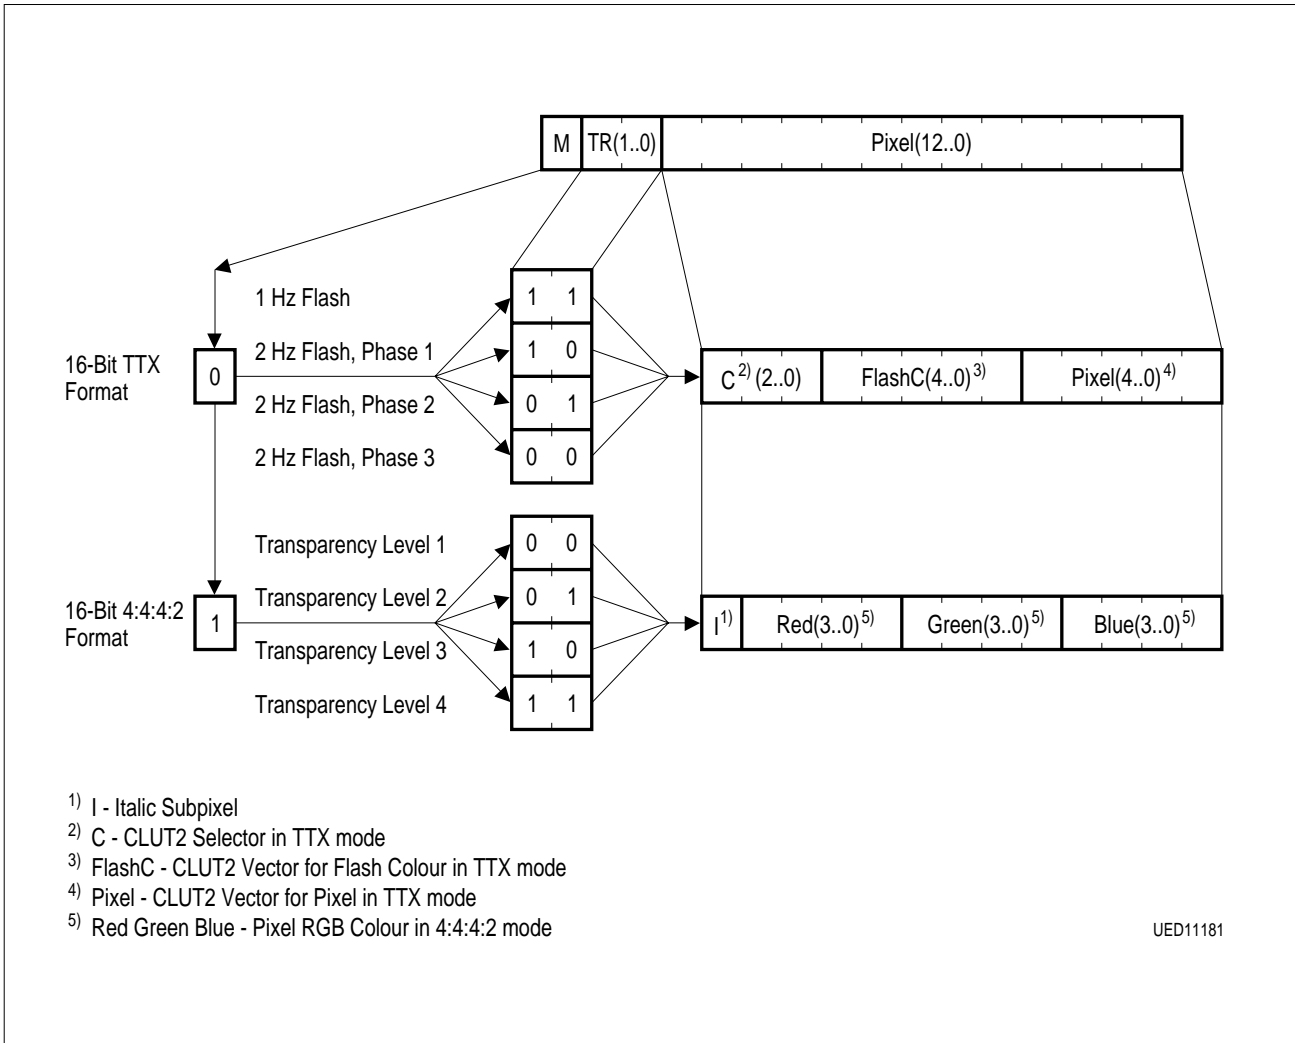 M TR(1..0) Pixel(12..0)
1 Hz Flash 1 1
2 Hz Flash, Phase 1 1 0
16-Bit TTX Format 0 C2) (2..0) FlashC(4..0)3) Pixel(4..0)4)
2 Hz Flash, Phase 2 0 1
2 Hz Flash, Phase 3 0 0
Transparency Level 1 0 0
Transparency Level 2 0 1
16-Bit 4:4:4:2 Format 1 I1) Red(3..0)5) Green(3..0)5) Blue(3..0)5)
Transparency Level 3 1 0
Transparency Level 4 1 1
1) I - Italic Subpixel
2) C - CLUT2 Selector in TTX mode
3) FlashC - CLUT2 Vector for Flash Colour in TTX mode
4) Pixel - CLUT2 Vector for Pixel in TTX mode
5) Red Green Blue - Pixel RGB Colour in 4:4:4:2 mode
UED11181